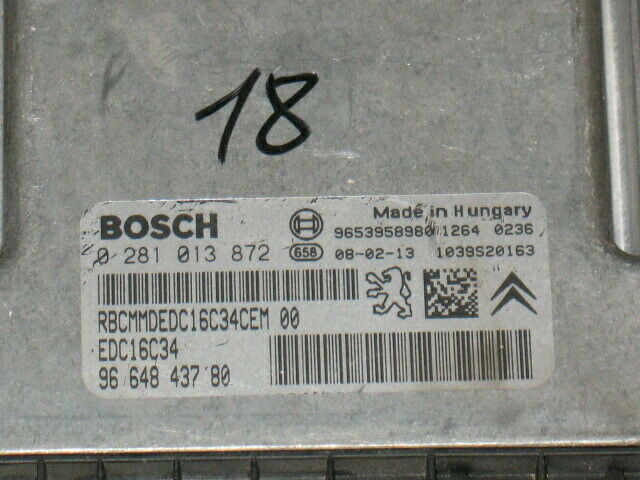 18
BOSCH
Made in Hungary
9653958980 1264 0236
0 281 013 872
G58
08-02-13 1039S20163
RBCMMDEDC16C34CEM 00
EDC16C34
96 648 437 80